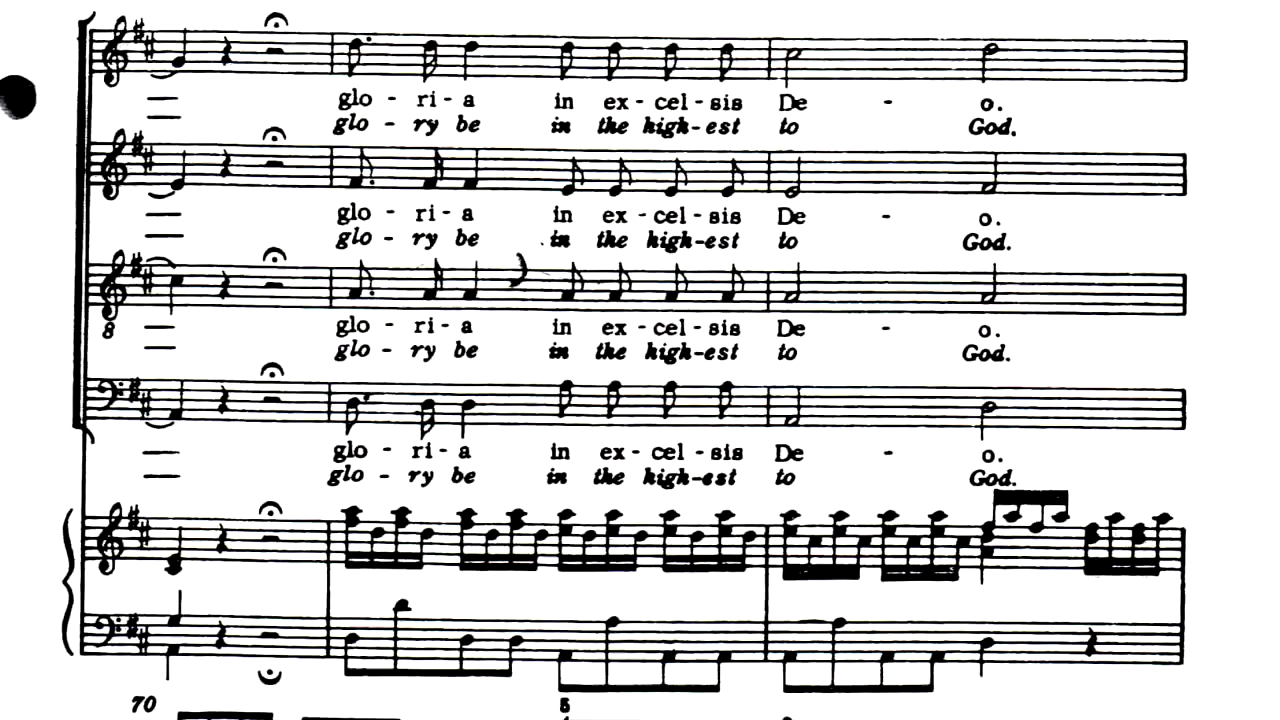 glo - ri - a in ex - cel - sis De - o.
glo - ry be in the high-est to God.
glo - ri - a in ex - cel - sis De - o.
glo - ry be in the high-est to God.
8
glo - ri - a in ex - cel - sis De - o.
glo - ry be in the high-est to God.
glo - ri - a in ex - cel - sis De - o.
glo - ry be in the high-est to God.
70
5